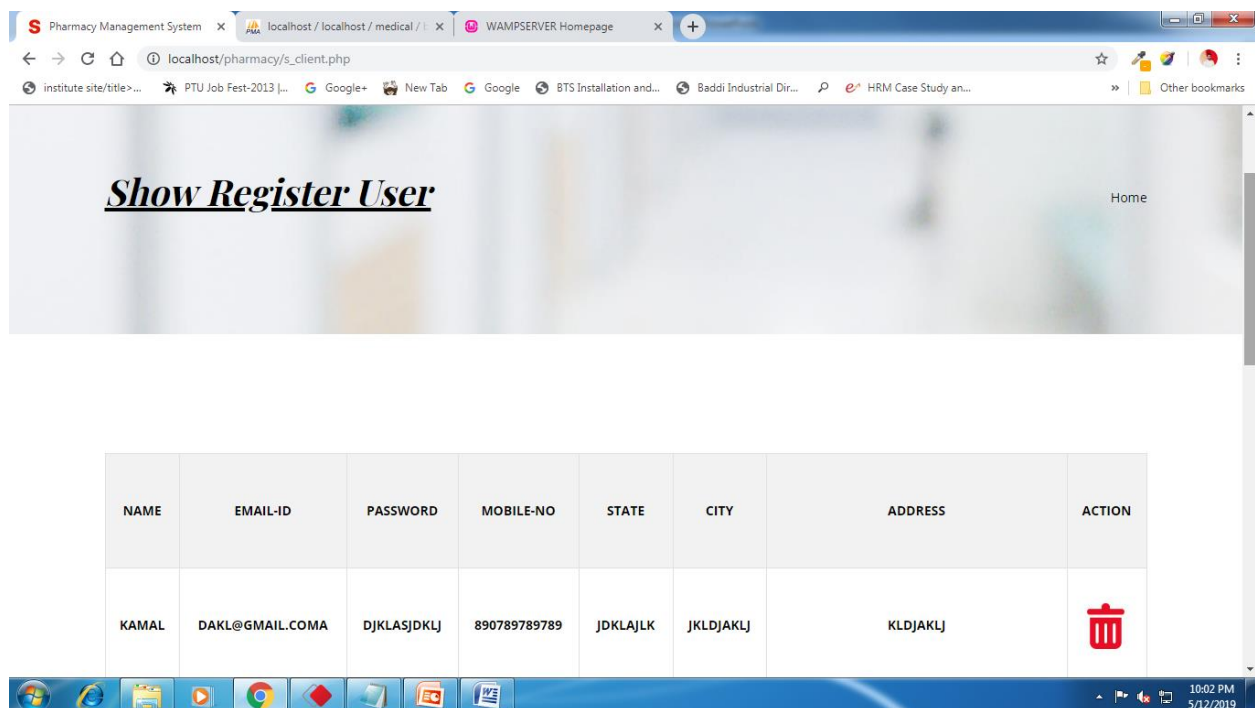 Pharmacy Management System
localhost / localhost / medical / b
WAMPSERVER Homepage
localhost/pharmacy/s_client.php
institute site/title>... PTU Job Fest-2013 |... Google+ New Tab Google BTS Installation and... Baddi Industrial Dir... HRM Case Study an... » Other bookmarks
Show Register User
Home
NAME EMAIL-ID PASSWORD MOBILE-NO STATE CITY ADDRESS ACTION
KAMAL DAKL@GMAIL.COMA DJKLASJDKLJ 890789789789 JDKLAJLK JKLDJAKLJ KLDJAKLJ
10:02 PM
5/12/2019